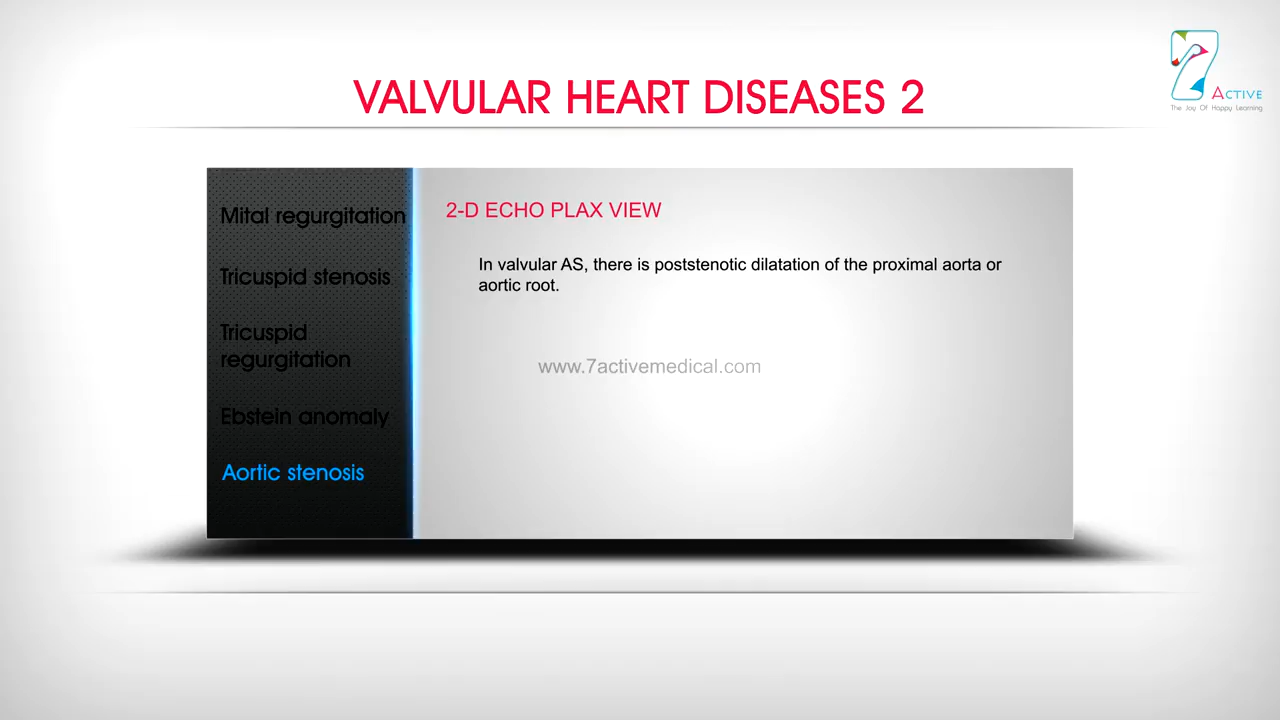 VALVULAR HEART DISEASES 2
7 ACTIVE
The Joy Of Happy Learning
Mital regurgitation
Tricuspid stenosis
Tricuspid
regurgitation
Ebstein anomaly
Aortic stenosis
2-D ECHO PLAX VIEW
In valvular AS, there is poststenotic dilatation of the proximal aorta or
aortic root.
www.7activemedical.com